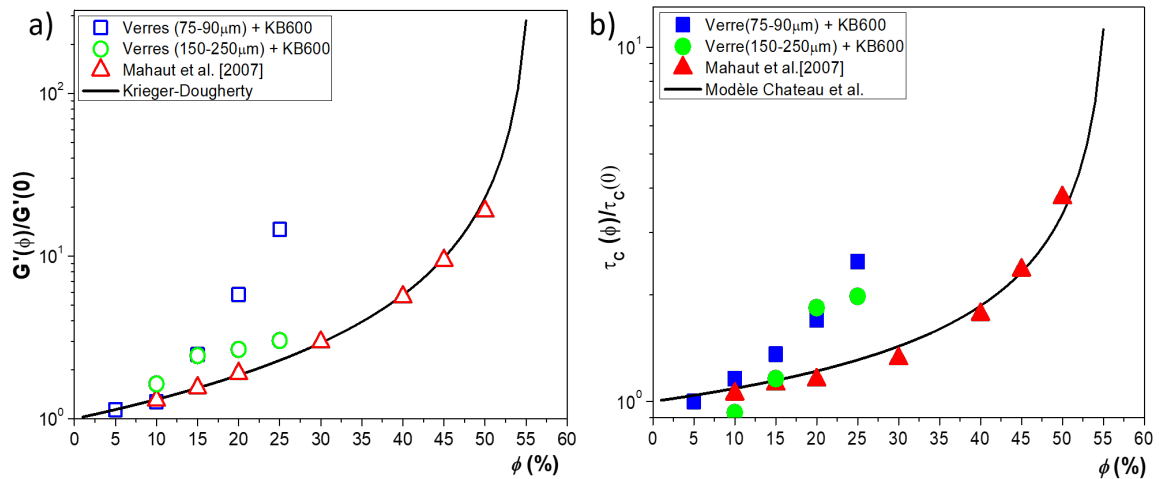 a)
Verres (75-90μm) + KB600
Verres (150-250μm) + KB600
Mahaut et al. [2007]
Krieger-Dougherty
G'(ϕ)/G'(0)
10²
10¹
10⁰
0 5 10 15 20 25 30 35 40 45 50 55 60
ϕ (%)
b)
Verre(75-90μm) + KB600
Verre(150-250μm) + KB600
Mahaut et al.[2007]
Modèle Chateau et al.
τc (ϕ)/τc(0)
10¹
10⁰
0 5 10 15 20 25 30 35 40 45 50 55 60
ϕ (%)